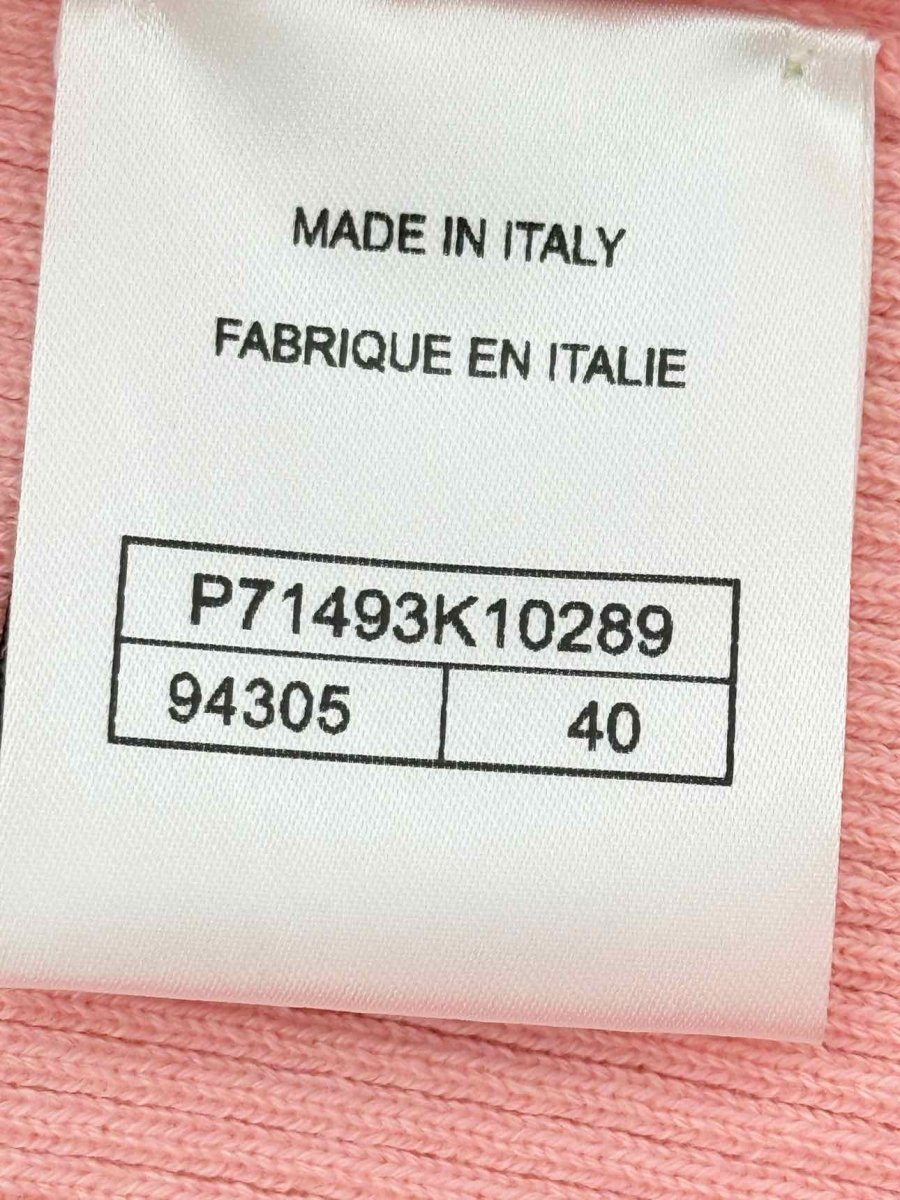 MADE IN ITALY
FABRIQUE EN ITALIE
P71493K10289
94305 40